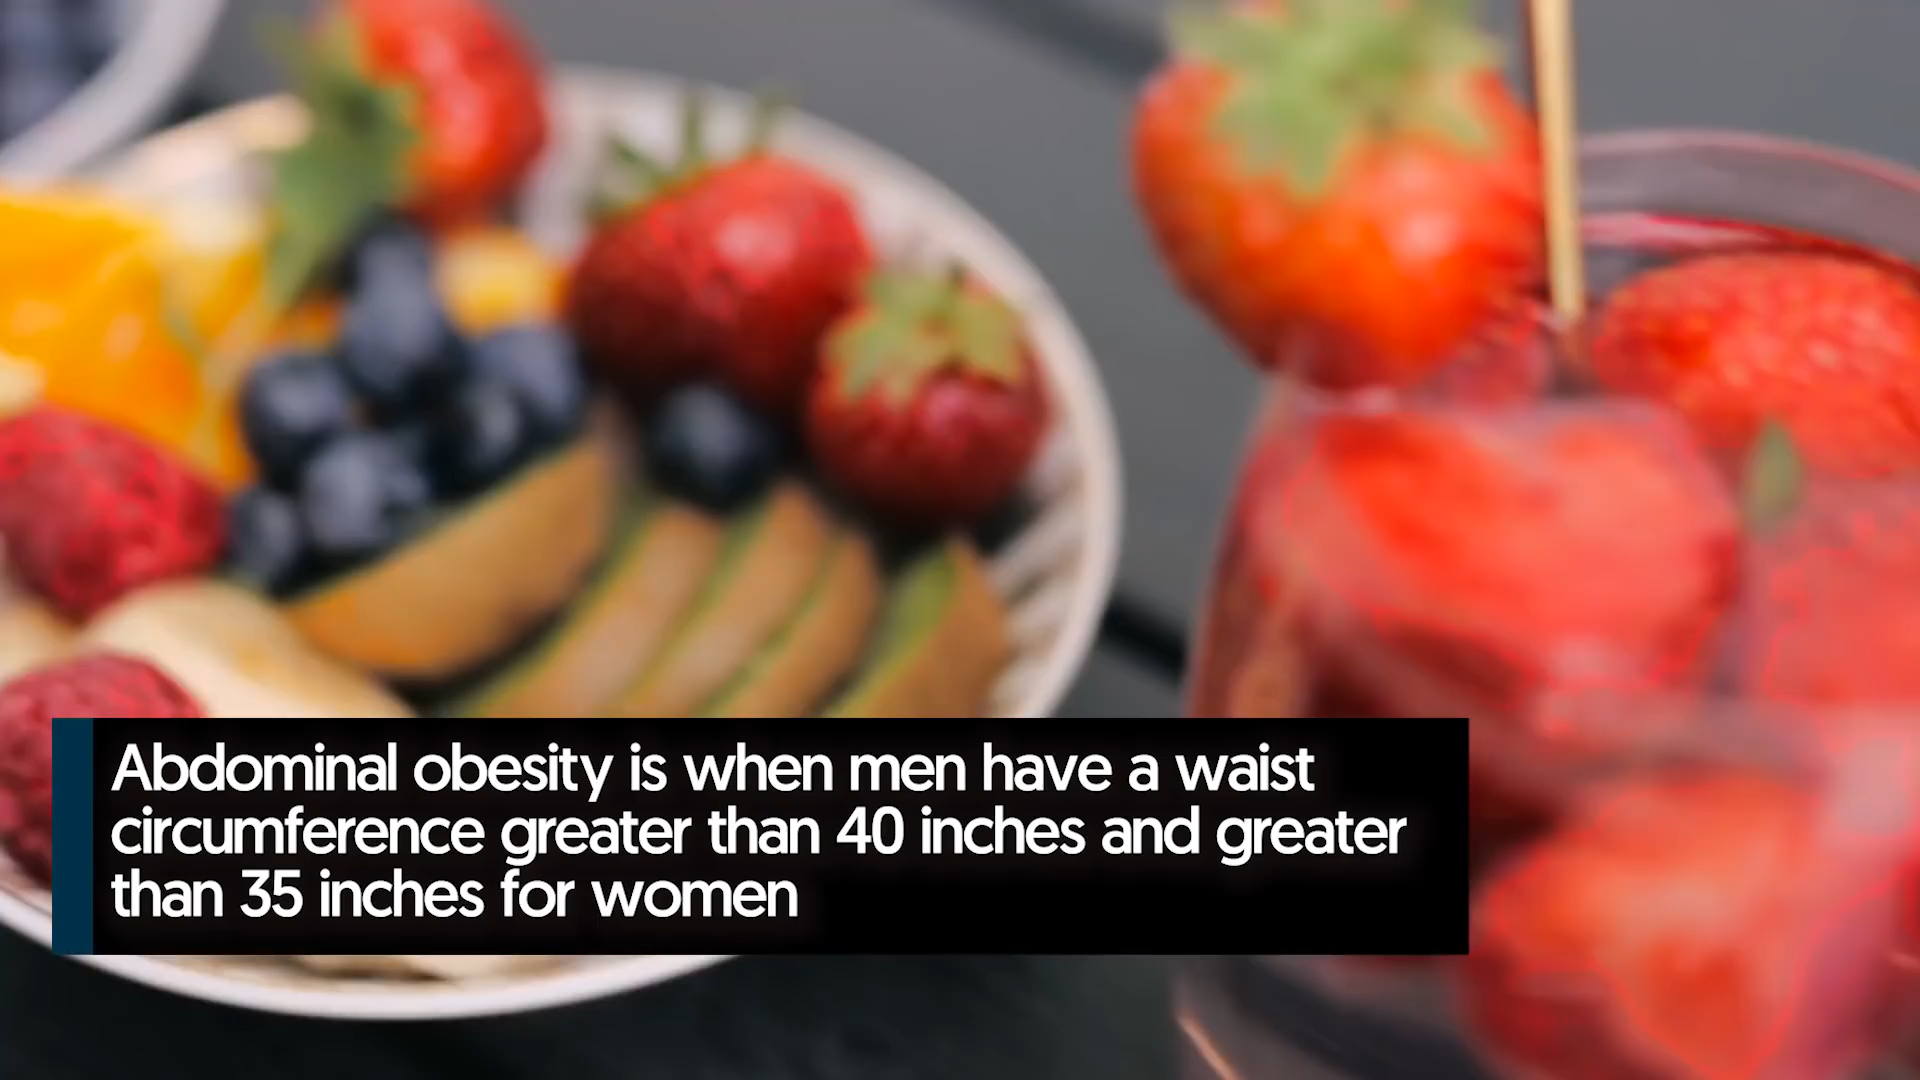 Abdominal obesity is when men have a waist
circumference greater than 40 inches and greater
than 35 inches for women